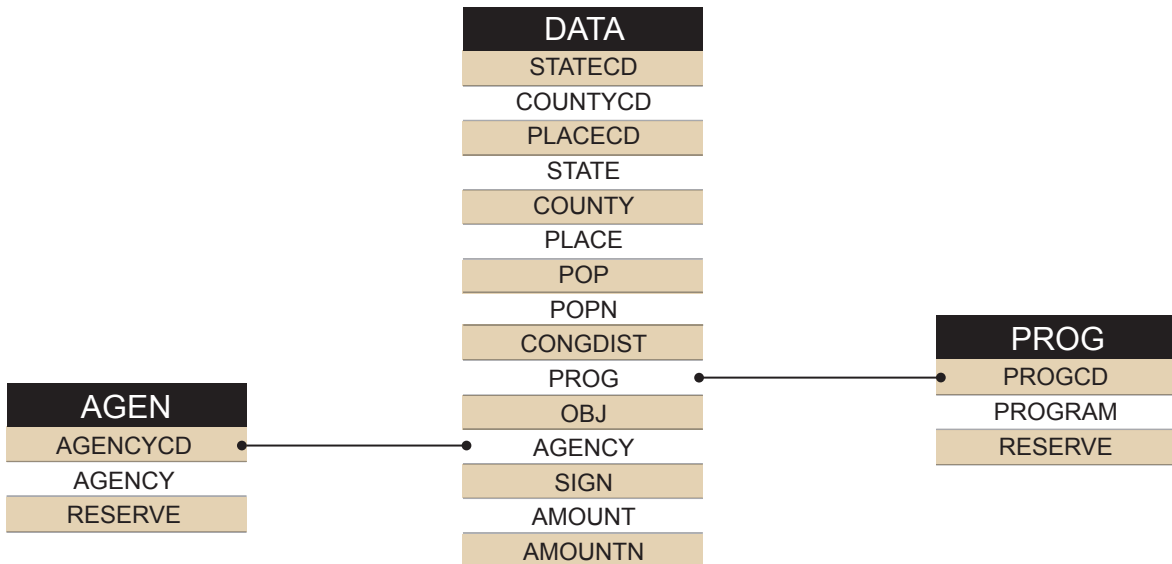 DATA
STATECD
COUNTYCD
PLACECD
STATE
COUNTY
PLACE
POP
POPN
CONGDIST
PROG
OBJ
AGENCY
SIGN
AMOUNT
AMOUNTN
AGEN
AGENCYCD
AGENCY
RESERVE
PROG
PROGCD
PROGRAM
RESERVE